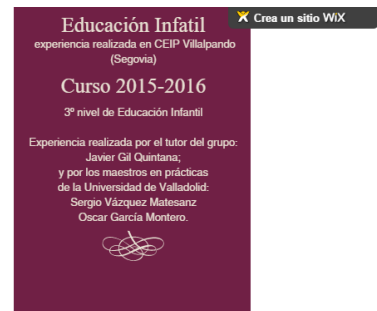 Educación Infatil
Crea un sitio WiX
experiencia realizada en CEIP Villalpando
(Segovia)
Curso 2015-2016
3º nivel de Educación Infantil
Experiencia realizada por el tutor del grupo:
Javier Gil Quintana;
y por los maestros en prácticas
de la Universidad de Valladolid:
Sergio Vázquez Matesanz
Oscar García Montero.